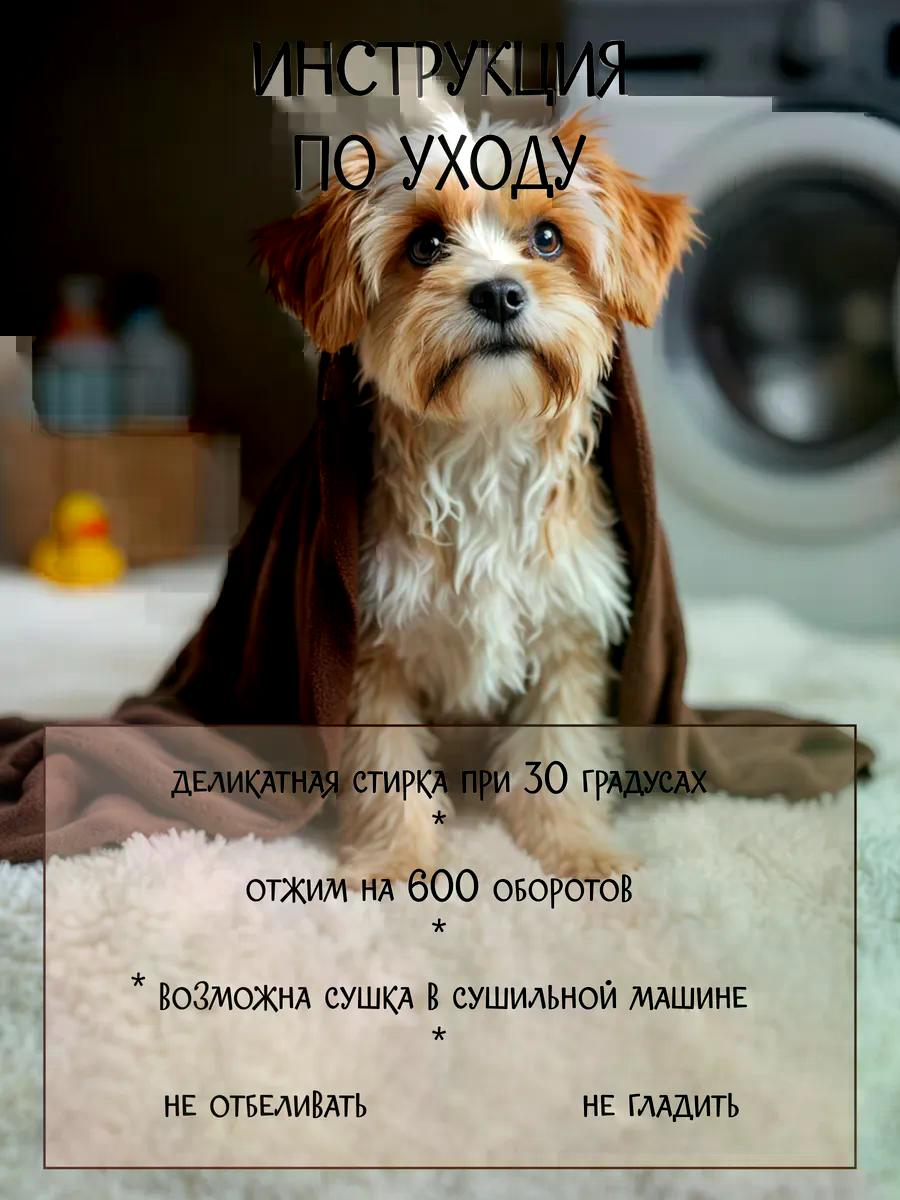 ИНСТРУКЦИЯ
ПО УХОДУ
ДЕЛИКАТНАЯ СТИРКА ПРИ 30 ГРАДУСАХ
*
ОТЖИМ НА 600 ОБОРОТОВ
*
* ВОЗМОЖНА СУШКА В СУШИЛЬНОЙ МАШИНЕ
*
НЕ ОТБЕЛИВАТЬ НЕ ГЛАДИТЬ